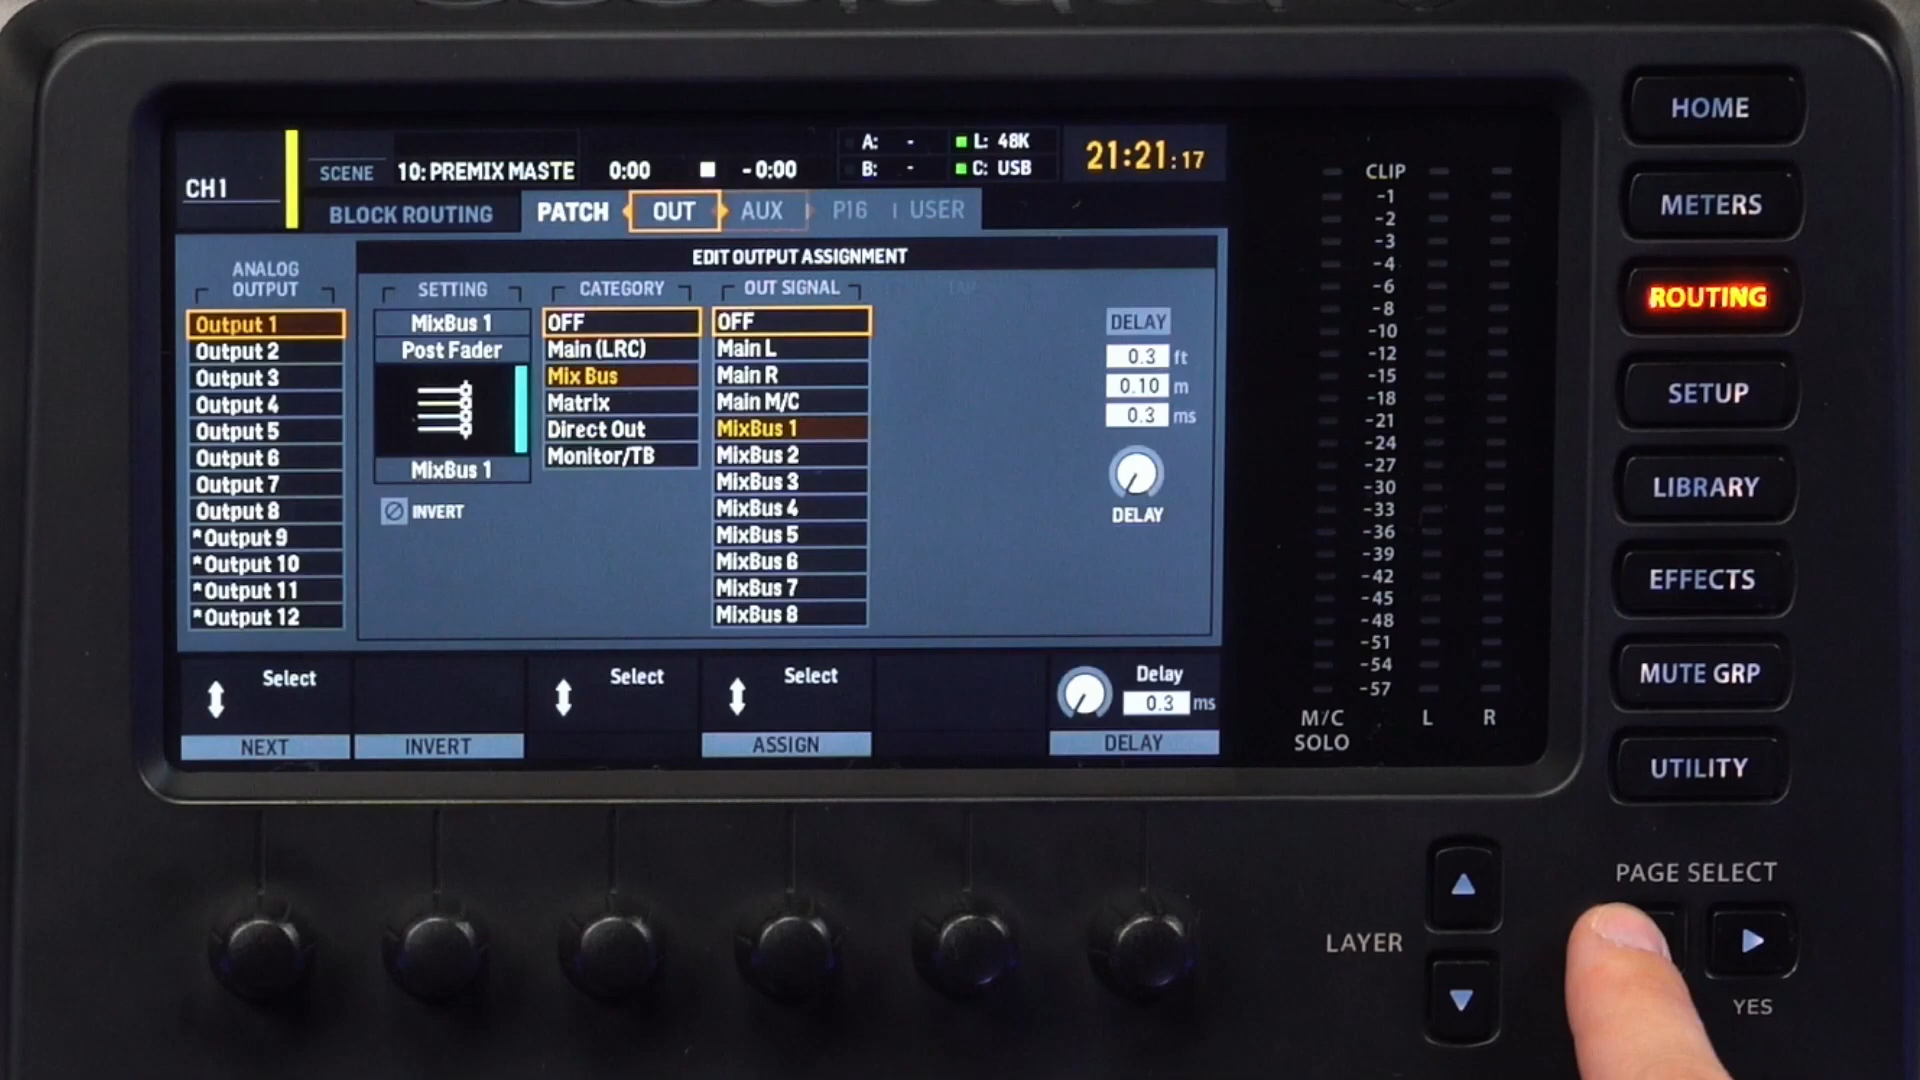 CH1
SCENE
10: PREMIX MASTE
0:00
-0:00
A: -
B: -
L: 48K
C: USB
21:21:17
BLOCK ROUTING
PATCH
OUT
AUX
P16
USER
ANALOG
OUTPUT
Output 1
Output 2
Output 3
Output 4
Output 5
Output 6
Output 7
Output 8
*Output 9
*Output 10
*Output 11
*Output 12
EDIT OUTPUT ASSIGNMENT
SETTING
MixBus 1
Post Fader
MixBus 1
INVERT
CATEGORY
OFF
Main (LRC)
Mix Bus
Matrix
Direct Out
Monitor/TB
OUT SIGNAL
OFF
Main L
Main R
Main M/C
MixBus 1
MixBus 2
MixBus 3
MixBus 4
MixBus 5
MixBus 6
MixBus 7
MixBus 8
TAP
DELAY
0.3 ft
0.10 m
0.3 ms
DELAY
Select
NEXT
INVERT
Select
Select
ASSIGN
Delay
0.3 ms
DELAY
CLIP
-1
-2
-3
-4
-6
-8
-10
-12
-15
-18
-21
-24
-27
-30
-33
-36
-39
-42
-45
-48
-51
-54
-57
M/C
SOLO
L
R
HOME
METERS
ROUTING
SETUP
LIBRARY
EFFECTS
MUTE GRP
UTILITY
PAGE SELECT
LAYER
YES